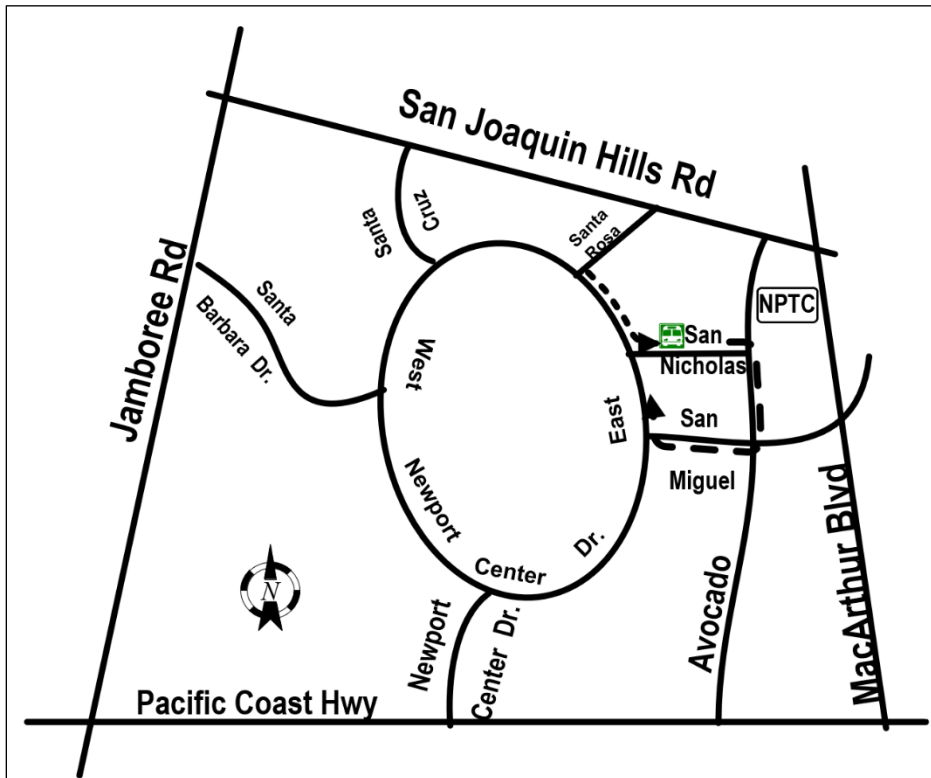 San Joaquin Hills Rd
Santa
Cruz
Santa
Rosa
Jamboree Rd
Santa
Barbara Dr.
NPTC
San
Nicholas
West
East
San
Miguel
Newport
Center
Dr.
N
Newport
Center Dr.
Avocado
MacArthur Blvd
Pacific Coast Hwy